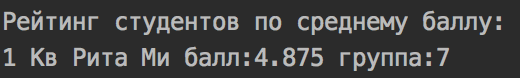 Рейтинг студентов по среднему баллу:
1 Кв Рита Ми балл:4.875 группа:7